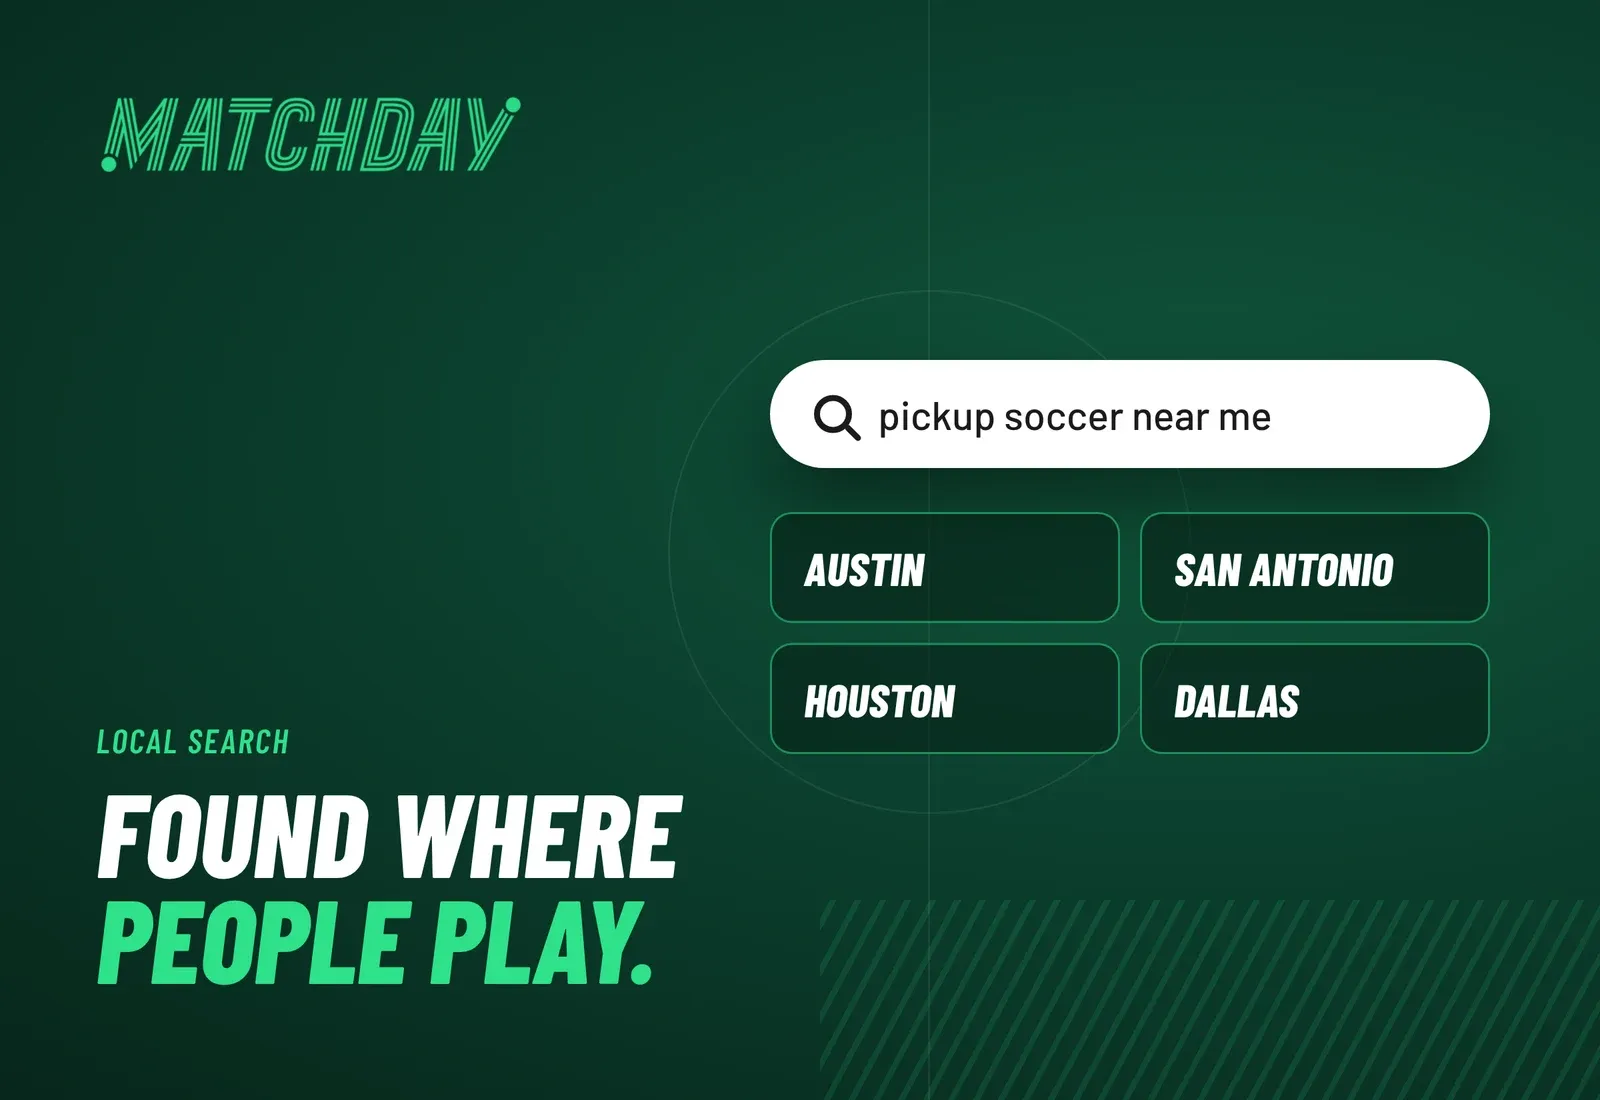 MATCHDAY
pickup soccer near me
AUSTIN
SAN ANTONIO
HOUSTON
DALLAS
LOCAL SEARCH
FOUND WHERE
PEOPLE PLAY.